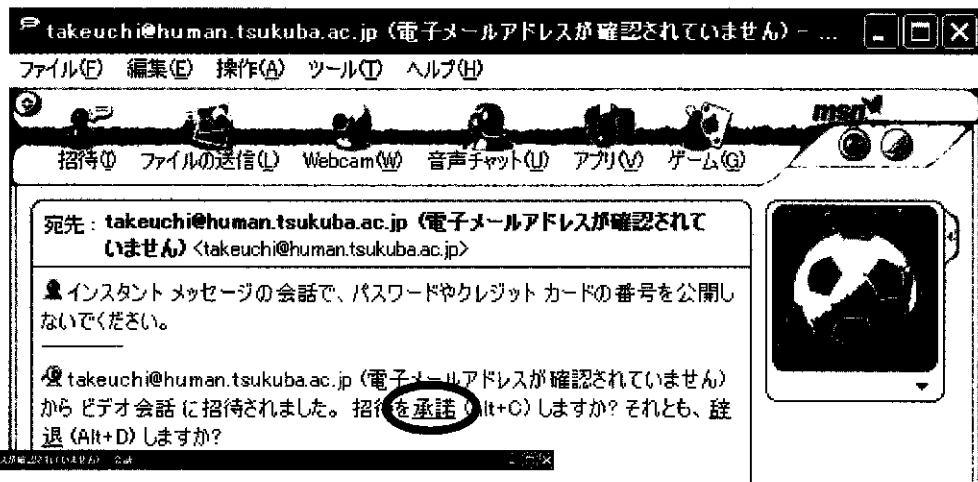 takeuchi@human.tsukuba.ac.jp (電子メールアドレスが確認されていません) - ...
ファイル(F) 編集(E) 操作(A) ツール(T) ヘルプ(H)
msn
招待(I) ファイルの送信(L) Webcam(W) 音声チャット(U) アプリ(V) ゲーム(G)
宛先: takeuchi@human.tsukuba.ac.jp (電子メールアドレスが確認されて
いません) <takeuchi@human.tsukuba.ac.jp>
インスタント メッセージの会話で、パスワードやクレジット カードの番号を公開し
ないでください。
takeuchi@human.tsukuba.ac.jp (電子メールアドレスが確認されていません)
から ビデオ会話 に招待されました。 招待を承諾 (Alt+C) しますか? それとも、辞
退 (Alt+D) しますか?